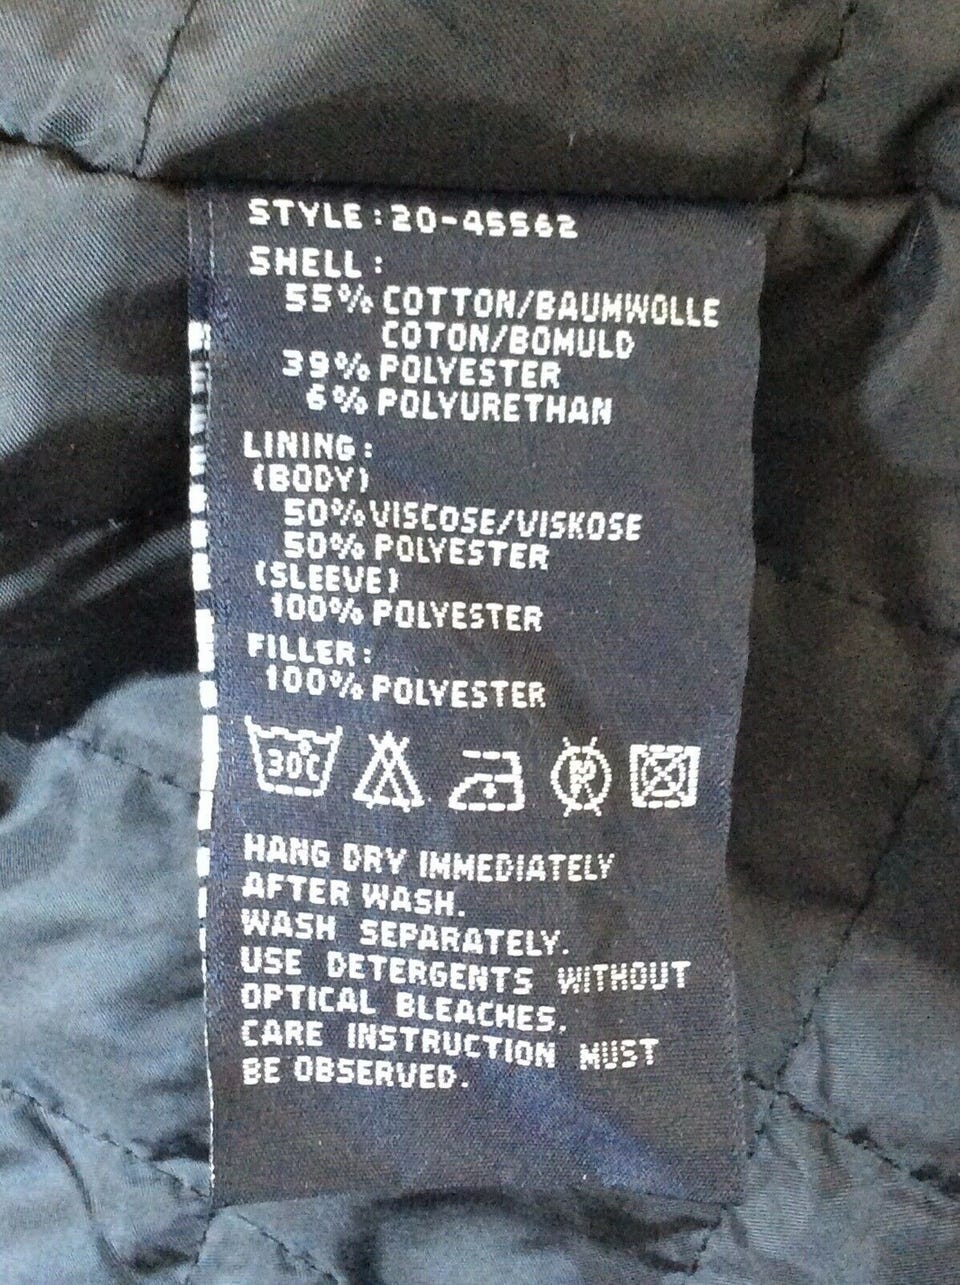 STYLE:20-45562
SHELL:
55% COTTON/BAUMWOLLE
COTON/BOMULD
39% POLYESTER
6% POLYURETHAN
LINING:
(BODY)
50% VISCOSE/VISKOSE
50% POLYESTER
(SLEEVE)
100% POLYESTER
FILLER:
100% POLYESTER
30°C
HANG DRY IMMEDIATELY
AFTER WASH.
WASH SEPARATELY.
USE DETERGENTS WITHOUT
OPTICAL BLEACHES.
CARE INSTRUCTION MUST
BE OBSERVED.